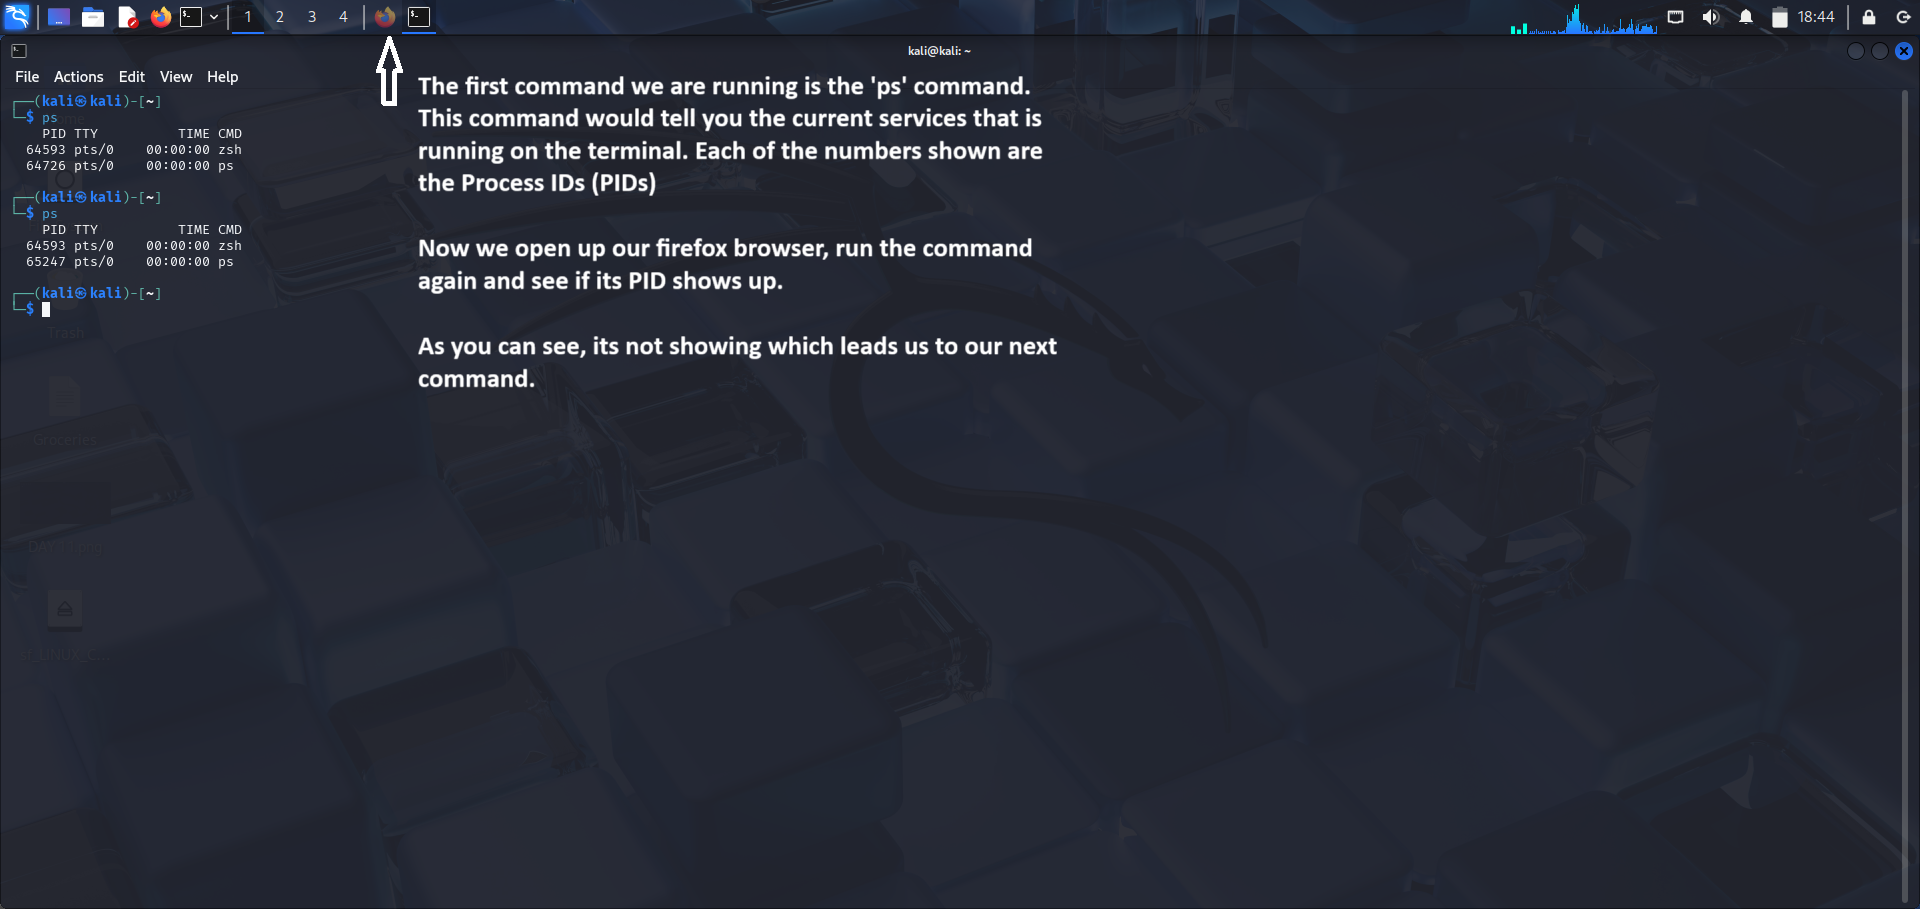 1 2 3 4 18:44
kali@kali: ~
File Actions Edit View Help
┌──(kali㉿kali)-[~]
└─$ ps
PID TTY TIME CMD
64593 pts/0 00:00:00 zsh
64726 pts/0 00:00:00 ps
┌──(kali㉿kali)-[~]
└─$ ps
PID TTY TIME CMD
64593 pts/0 00:00:00 zsh
65247 pts/0 00:00:00 ps
┌──(kali㉿kali)-[~]
└─$
The first command we are running is the 'ps' command.
This command would tell you the current services that is
running on the terminal. Each of the numbers shown are
the Process IDs (PIDs)
Now we open up our firefox browser, run the command
again and see if its PID shows up.
As you can see, its not showing which leads us to our next
command.
Trash
Groceries